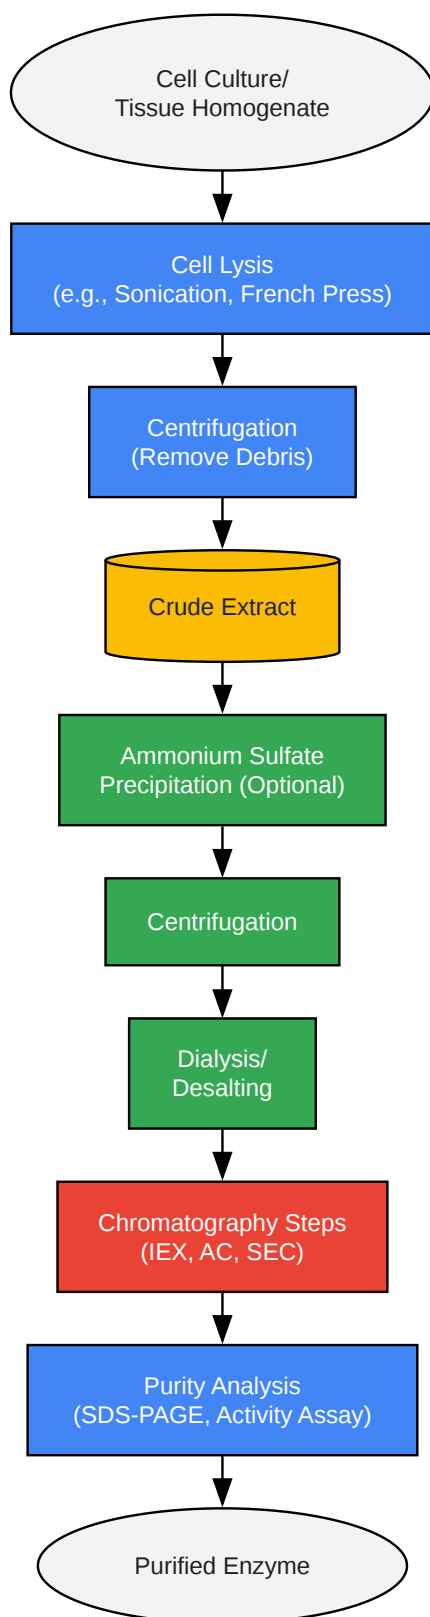 Cell Culture/
Tissue Homogenate
Cell Lysis
(e.g., Sonication, French Press)
Centrifugation
(Remove Debris)
Crude Extract
Ammonium Sulfate
Precipitation (Optional)
Centrifugation
Dialysis/
Desalting
Chromatography Steps
(IEX, AC, SEC)
Purity Analysis
(SDS-PAGE, Activity Assay)
Purified Enzyme